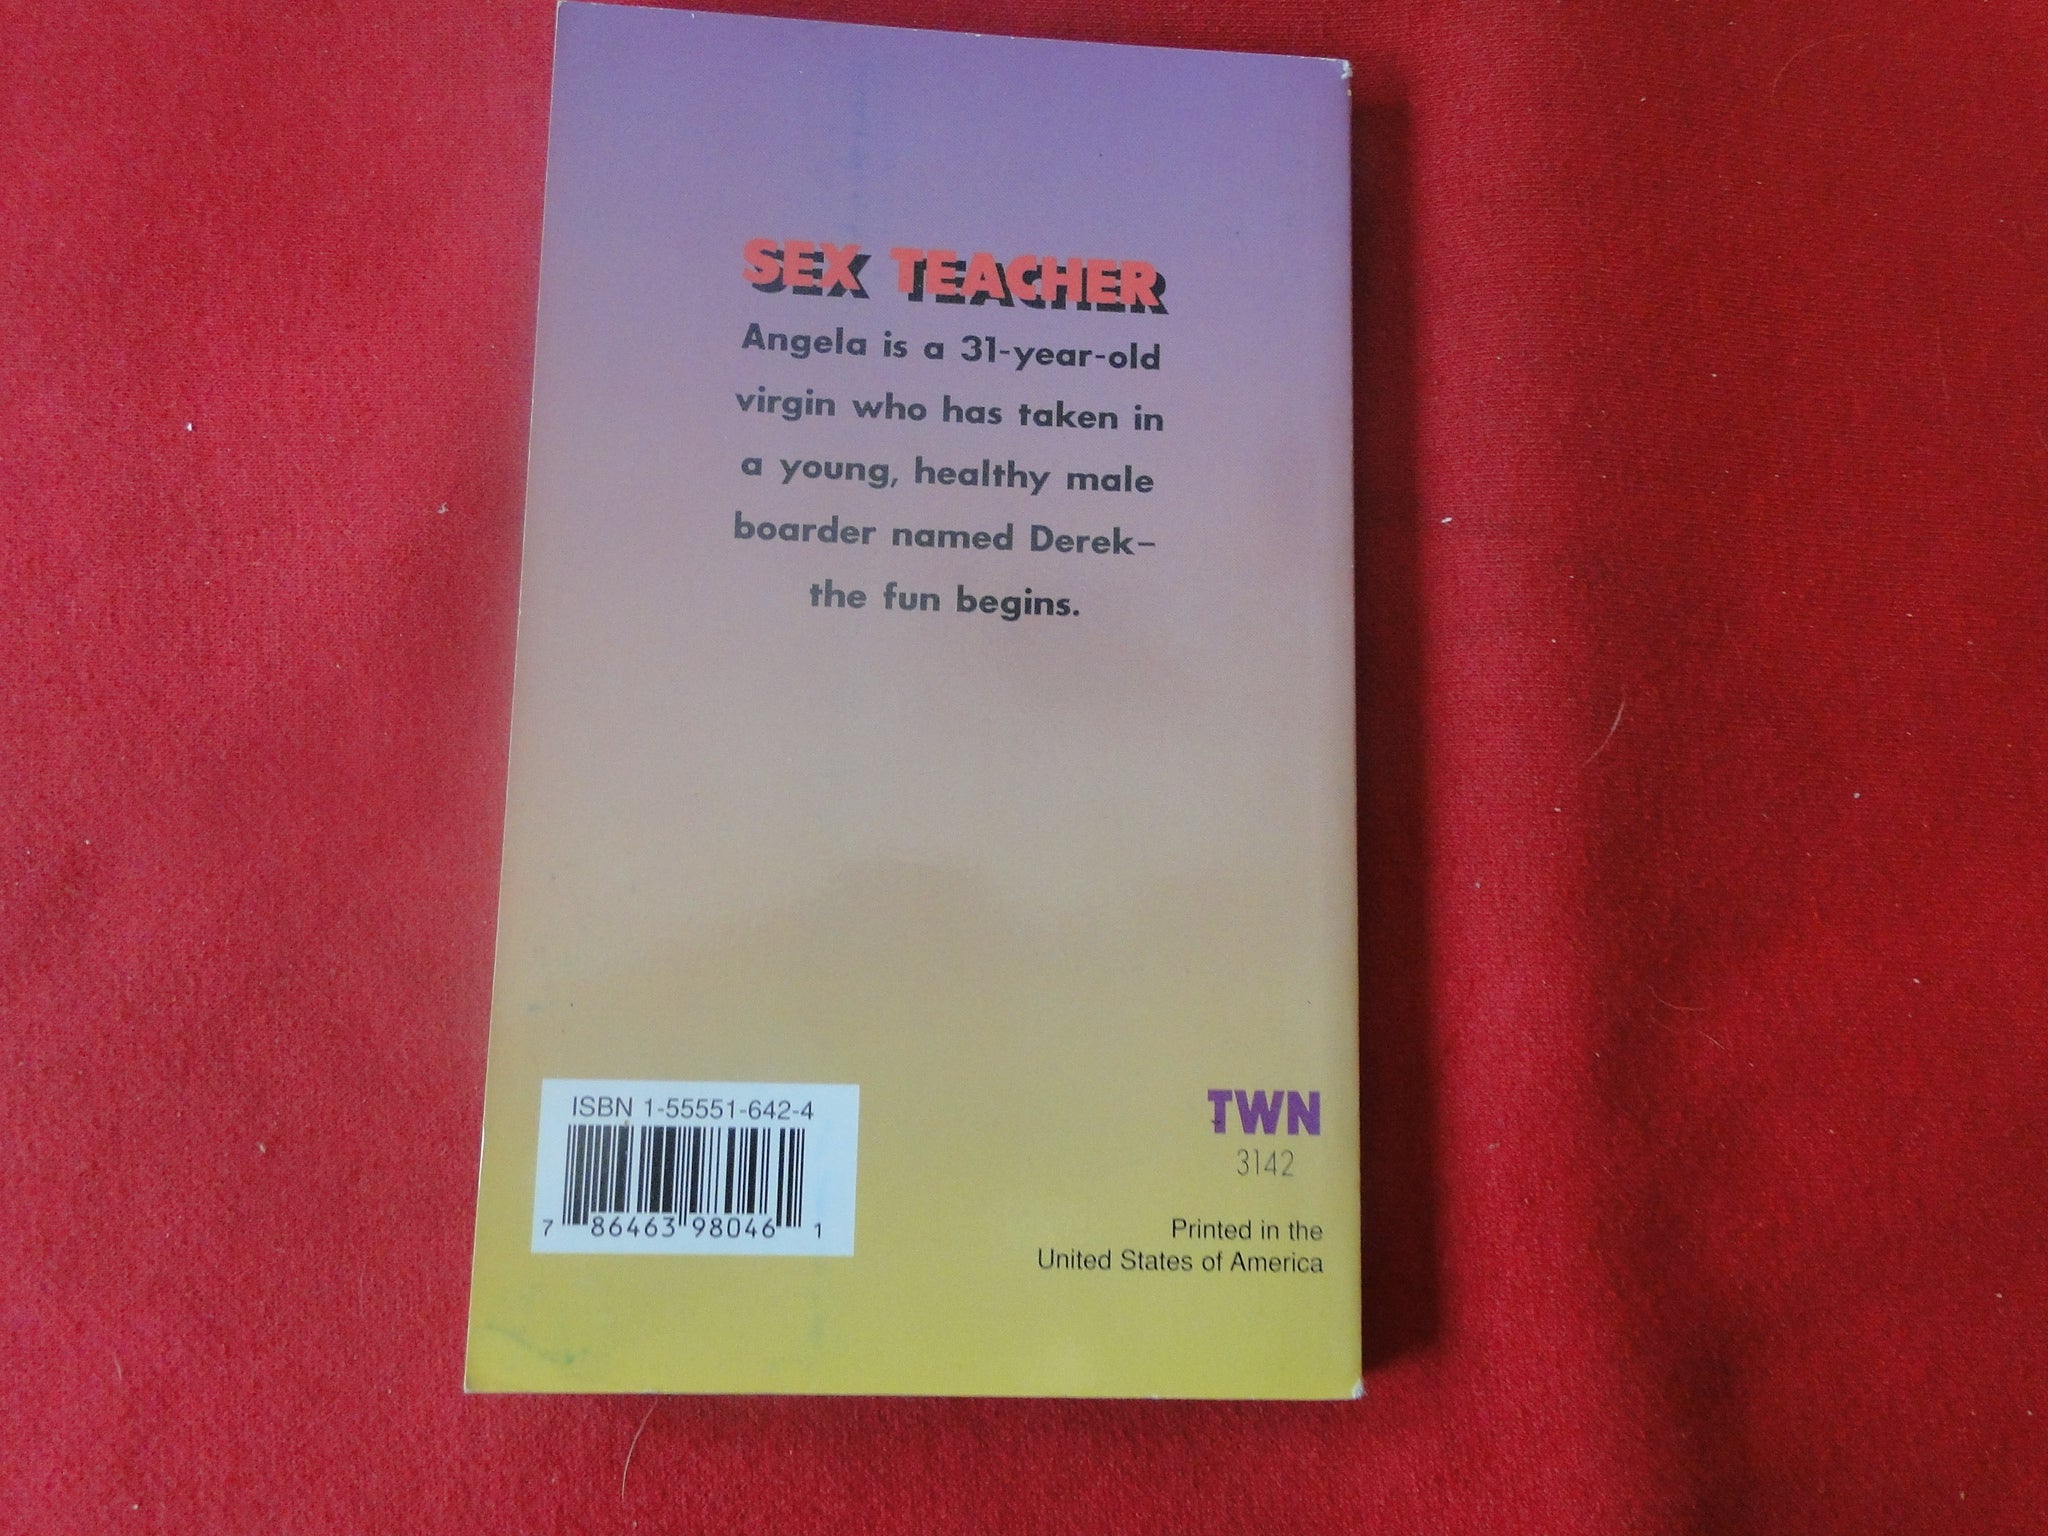 SEX TEACHER
Angela is a 31-year-old
virgin who has taken in
a young, healthy male
boarder named Derek–
the fun begins.
ISBN 1-55551-642-4
7 86463 98046 1
TWN
3142
Printed in the
United States of America